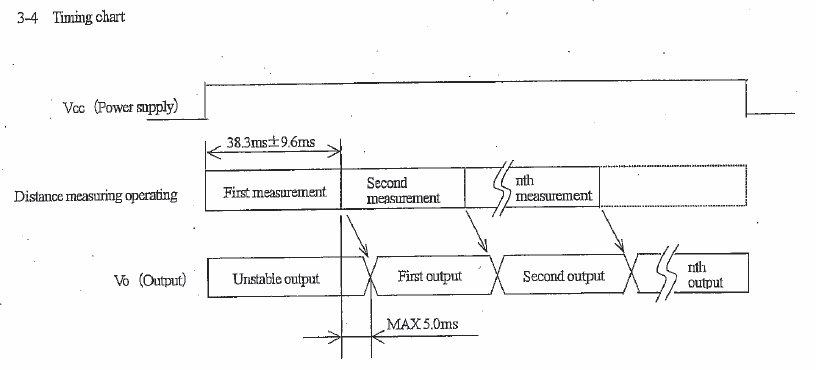 3-4 Timing chart
Vcc (Power supply)
38.3ms±9.6ms
Distance measuring operating
First measurement
Second
measurement
nth
measurement
Vo (Output)
Unstable output
First output
Second output
nth
output
MAX 5.0ms